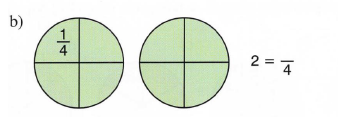 b)
1/4
2 = /4